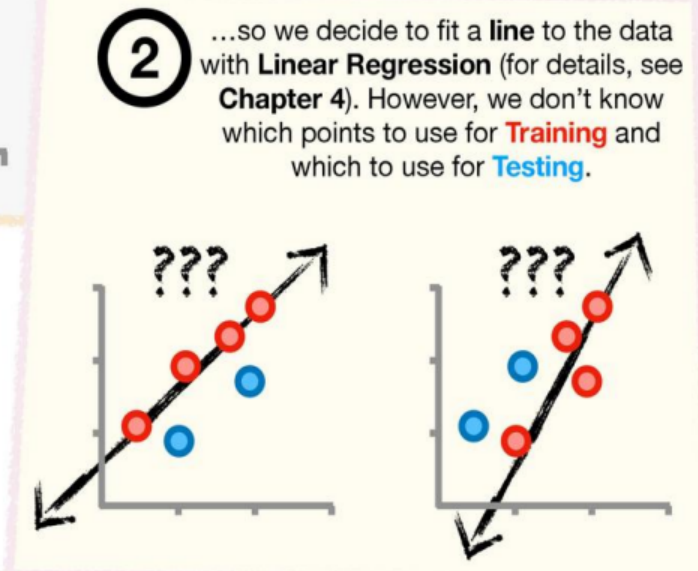 2
...so we decide to fit a line to the data
with Linear Regression (for details, see
Chapter 4). However, we don't know
which points to use for Training and
which to use for Testing.
???
???